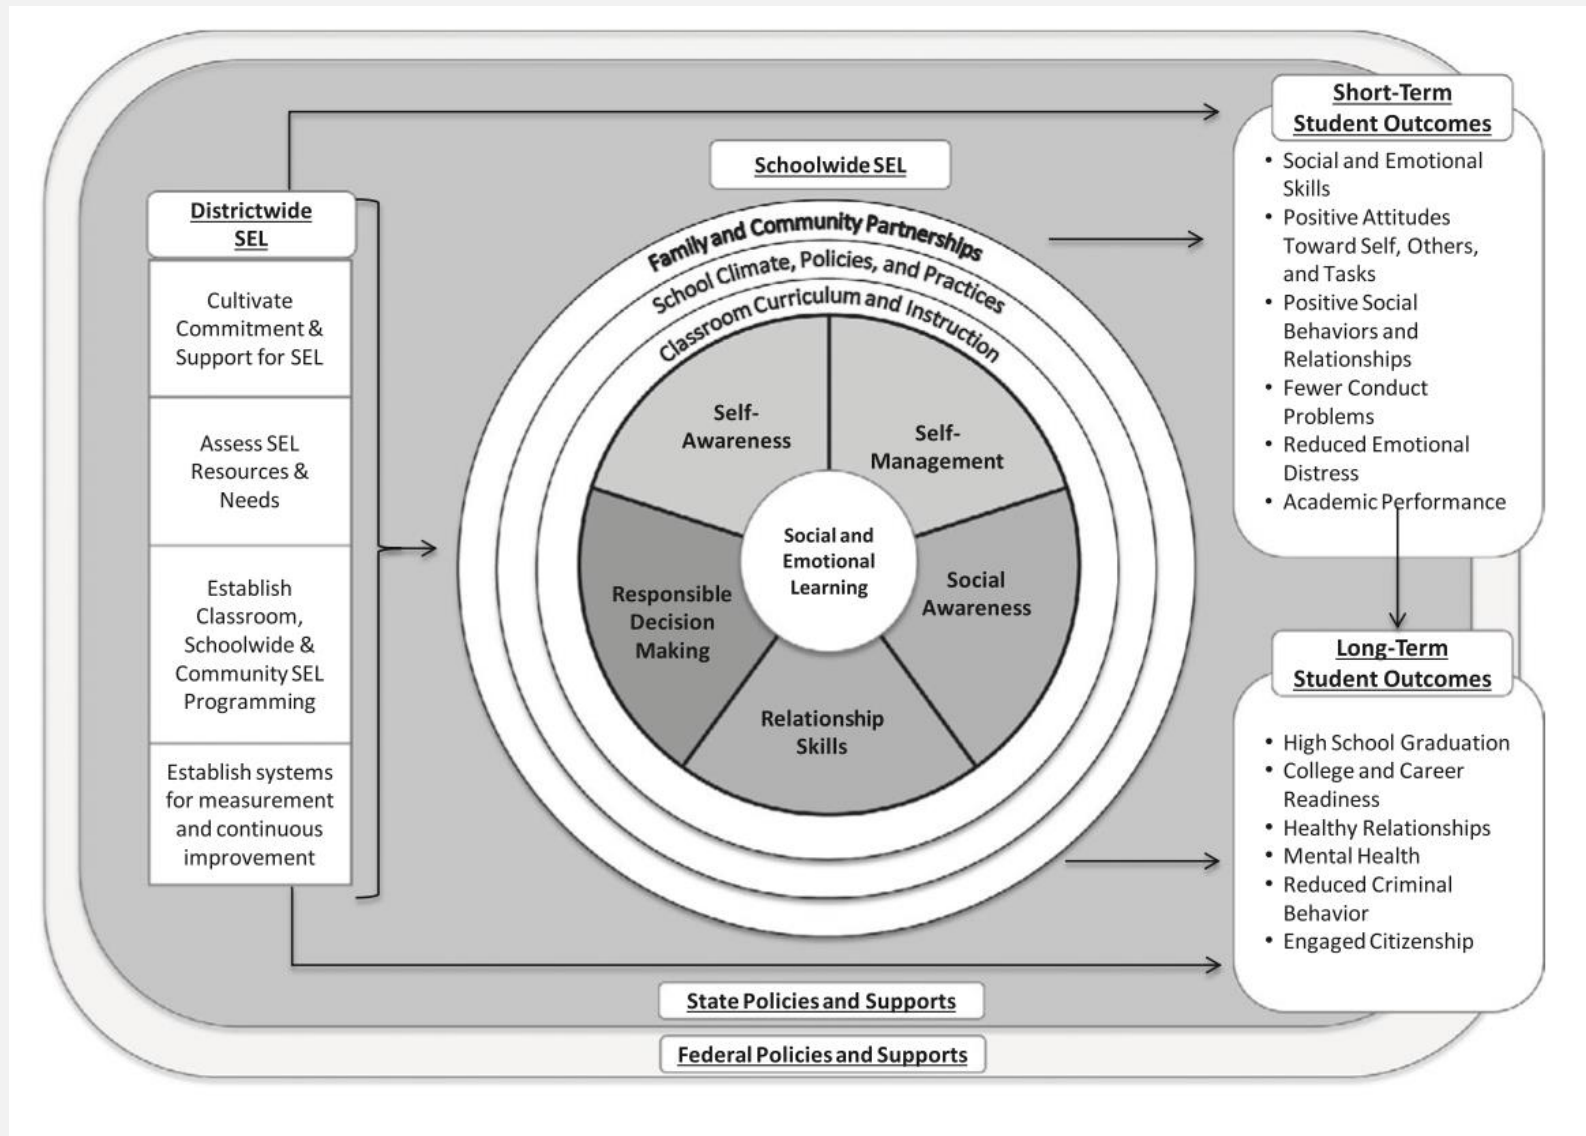 Districtwide
SEL
Cultivate
Commitment &
Support for SEL
Assess SEL
Resources &
Needs
Establish
Classroom,
Schoolwide &
Community SEL
Programming
Establish systems
for measurement
and continuous
improvement
Schoolwide SEL
Family and Community Partnerships
School Climate, Policies, and Practices
Classroom Curriculum and Instruction
Self-
Awareness
Self-
Management
Social and
Emotional
Learning
Social
Awareness
Responsible
Decision
Making
Relationship
Skills
Short-Term
Student Outcomes
• Social and Emotional
Skills
• Positive Attitudes
Toward Self, Others,
and Tasks
• Positive Social
Behaviors and
Relationships
• Fewer Conduct
Problems
• Reduced Emotional
Distress
• Academic Performance
Long-Term
Student Outcomes
• High School Graduation
• College and Career
Readiness
• Healthy Relationships
• Mental Health
• Reduced Criminal
Behavior
• Engaged Citizenship
State Policies and Supports
Federal Policies and Supports